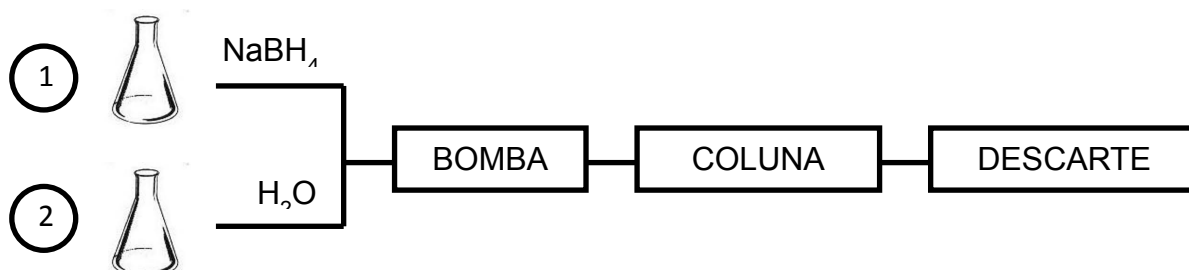 1
NaBH₄
BOMBA
COLUNA
DESCARTE
2
H₂O